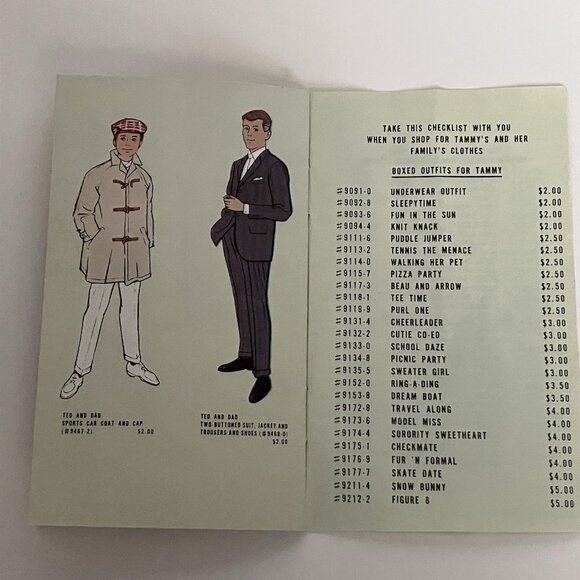 TED AND DAD
SPORTS CAR COAT AND CAP
(#9467-2). $2.00
TED AND DAD
TWO-BUTTONED SUIT, JACKET AND
TROUSERS AND SHOES (#9468-0)
$2.00
TAKE THIS CHECKLIST WITH YOU
WHEN YOU SHOP FOR TAMMY'S AND HER
FAMILY'S CLOTHES
BOXED OUTFITS FOR TAMMY
#9091-0 UNDERWEAR OUTFIT $2.00
#9092-8 SLEEPYTIME $2.00
#9093-6 FUN IN THE SUN $2.00
#9094-4 KNIT KNACK $2.00
#9111-6 PUDDLE JUMPER $2.50
#9113-2 TENNIS THE MENACE $2.50
#9114-0 WALKING HER PET $2.50
#9115-7 PIZZA PARTY $2.50
#9117-3 BEAU AND ARROW $2.50
#9118-1 TEE TIME $2.50
#9119-9 PURL ONE $2.50
#9131-4 CHEERLEADER $3.00
#9132-2 CUTIE CO-ED $3.00
#9133-0 SCHOOL DAZE $3.00
#9134-8 PICNIC PARTY $3.00
#9135-5 SWEATER GIRL $3.00
#9152-0 RING-A-DING $3.50
#9153-8 DREAM BOAT $3.50
#9172-8 TRAVEL ALONG $4.00
#9173-6 MODEL MISS $4.00
#9174-4 SORORITY SWEETHEART $4.00
#9175-1 CHECKMATE $4.00
#9176-9 FUR 'N FORMAL $4.00
#9177-7 SKATE DATE $4.00
#9211-4 SNOW BUNNY $5.00
#9212-2 FIGURE 8 $5.00